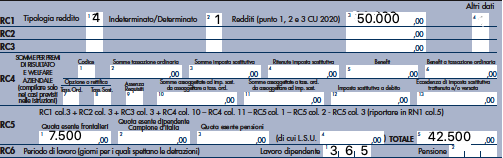 Altri dati
RC1 Tipologia reddito 1 4 Indeterminato/Determinato 2 1 Redditi (punto 1, 2 e 3 CU 2020) 3 50.000 ,00 4
RC2 ,00
RC3 ,00
SOMME PER PREMI DI RISULTATO E WELFARE AZIENDALE (compilare solo nei casi previsti nelle istruzioni)
Codice Somme tassazione ordinaria Somme imposta sostitutiva Ritenute imposta sostitutiva Benefit Benefit a tassazione ordinaria
1 2 ,00 3 ,00 4 ,00 5 ,00 6 ,00
RC4 Opzione o rettifica Tass. Ord. Imp. Sost. Assenza Requisiti Somme assoggettate ad imp. sost. da assoggettare a tass. ord. Somme assoggettate a tass. ord. da assoggettare ad imp. sost. Imposta sostitutiva a debito Eccedenza di imposta sostitutiva trattenuta e/o versata
7 8 9 10 ,00 11 ,00 12 ,00 13 ,00
RC1 col.3 + RC2 col. 3 + RC3 col. 3 + RC4 col. 10 – RC4 col. 11 – RC5 col. 1 – RC5 col. 2 - RC5 col. 3 (riportare in RN1 col.5)
RC5 Quota esente frontalieri Quota esente dipendente Campione d'Italia Quota esente pensioni
1 7.500 ,00 2 ,00 3 ,00 (di cui L.S.U. 4 ,00 ) TOTALE 5 42.500 ,00
RC6 Periodo di lavoro (giorni per i quali spettano le detrazioni) Lavoro dipendente 1 3 6 5 Pensione 2